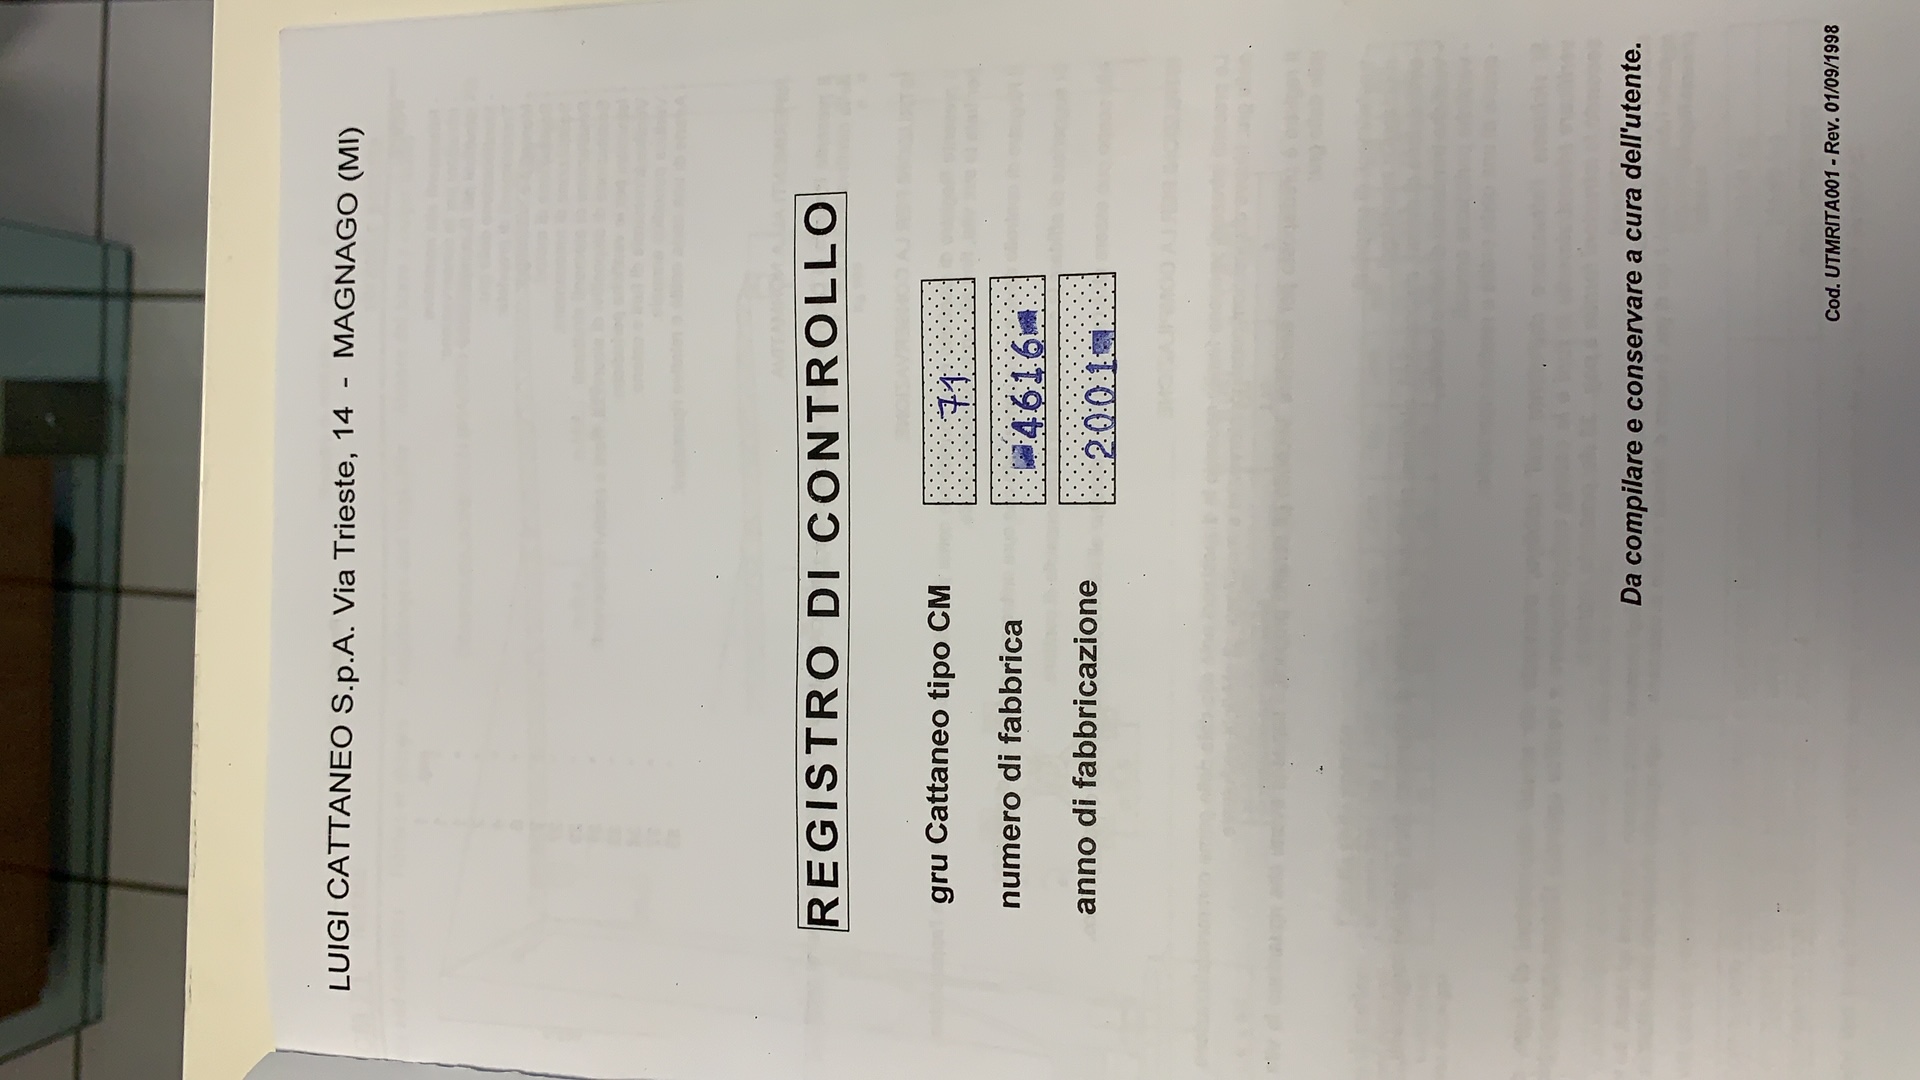 LUIGI CATTANEO S.p.A. Via Trieste, 14 - MAGNAGO (MI)
REGISTRO DI CONTROLLO
gru Cattaneo tipo CM 71
numero di fabbrica 4616
anno di fabbricazione 2001
Da compilare e conservare a cura dell'utente.
Cod. UTMRITA001 - Rev. 01/09/1998